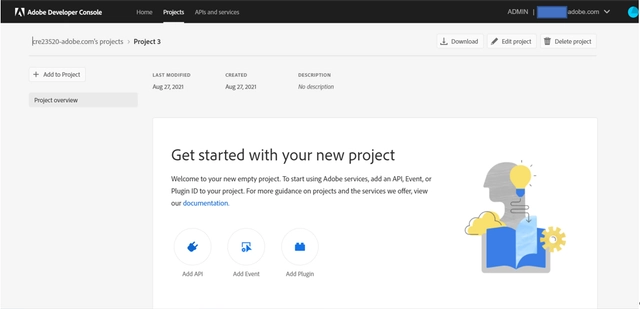 Adobe Developer Console Home Projects APIs and services ADMIN adobe.com
cre23520-adobe.com's projects > Project 3 Download Edit project Delete project
+ Add to Project
Project overview
LAST MODIFIED CREATED DESCRIPTION
Aug 27, 2021 Aug 27, 2021 No description
Get started with your new project
Welcome to your new empty project. To start using Adobe services, add an API, Event, or
Plugin ID to your project. For more guidance on projects and the services we offer, view
our documentation.
Add API Add Event Add Plugin